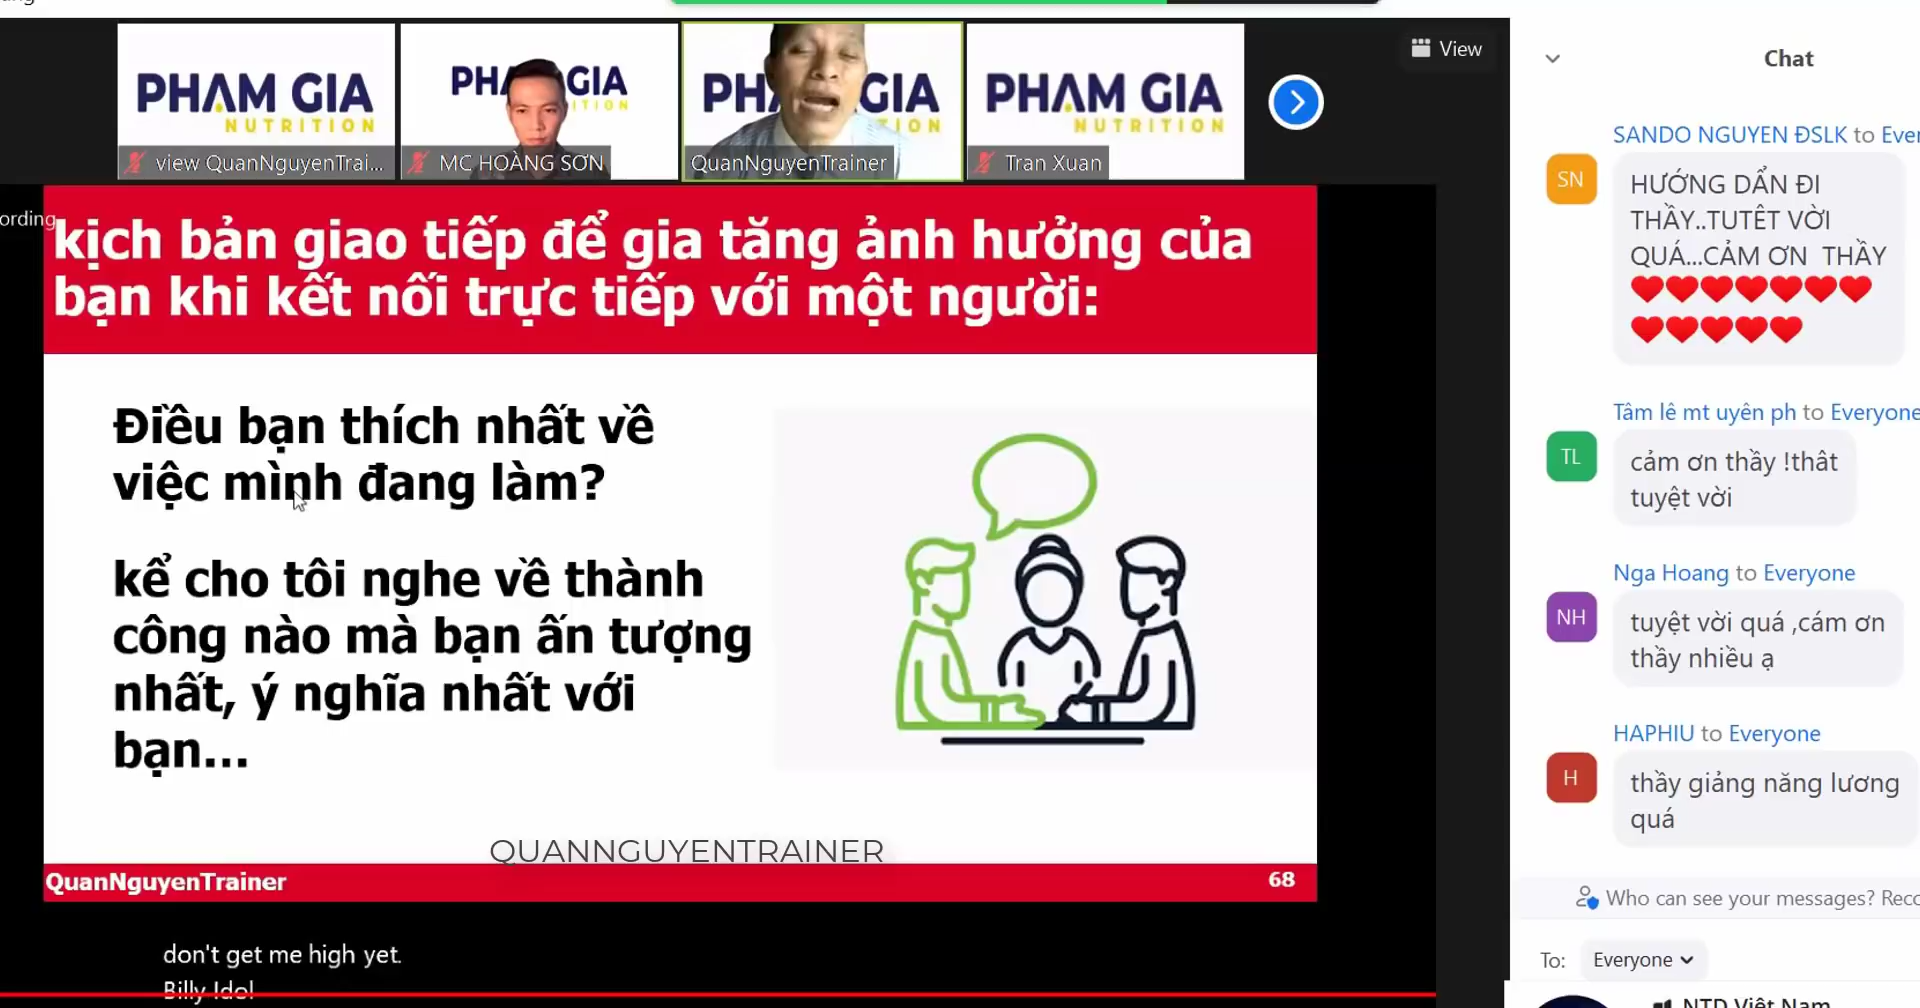 View
PHAM GIA
NUTRITION
view QuanNguyenTrai...
MC HOÀNG SƠN
QuanNguyenTrainer
PHAM GIA
NUTRITION
Tran Xuan
ording
kịch bản giao tiếp để gia tăng ảnh hưởng của
bạn khi kết nối trực tiếp với một người:
Điều bạn thích nhất về
việc mình đang làm?
kể cho tôi nghe về thành
công nào mà bạn ấn tượng
nhất, ý nghĩa nhất với
bạn...
QUANNGUYENTRAINER
QuanNguyenTrainer
68
don't get me high yet.
Billy Idol
Chat
SANDO NGUYEN ĐSLK to Ever
SN
HƯỚNG DẨN ĐI
THẦY..TUTÊT VỜI
QUÁ...CẢM ƠN THẦY
Tâm lê mt uyên ph to Everyone
TL
cảm ơn thầy !thât
tuyệt vời
Nga Hoang to Everyone
NH
tuyệt vời quá ,cám ơn
thầy nhiều ạ
HAPHIU to Everyone
H
thầy giảng năng lương
quá
Who can see your messages? Reco
To: Everyone
NTD Việt Nam